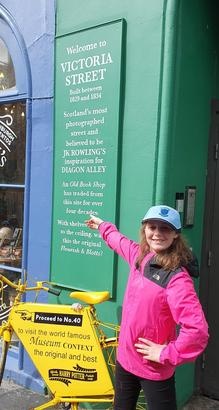 Welcome to
VICTORIA
STREET
Built between
1829 and 1834
Scotland's most
photographed
street and
believed to be
JK ROWLING'S
inspiration for
DIAGON ALLEY
An Old Book Shop
has traded from
this site for over
four decades.
With shelves
to the ceiling,
this the original
Flourish & Blotts?
Proceed to No.40
to visit the world famous
Museum CONTEXT
the original and best
HARRY POTTER